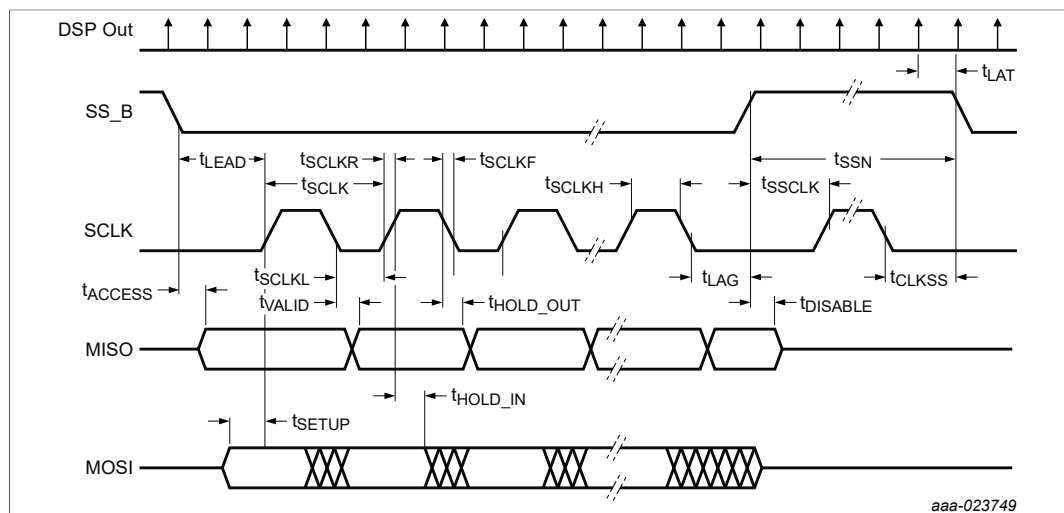 DSP Out
tLAT
SS_B
tLEAD
tSCLKR
tSCLKF
tSSN
tSCLK
tSCLKH
tSSCLK
SCLK
tSCLKL
tLAG
tCLKSS
tACCESS
tVALID
tHOLD_OUT
tDISABLE
MISO
tHOLD_IN
tSETUP
MOSI
aaa-023749